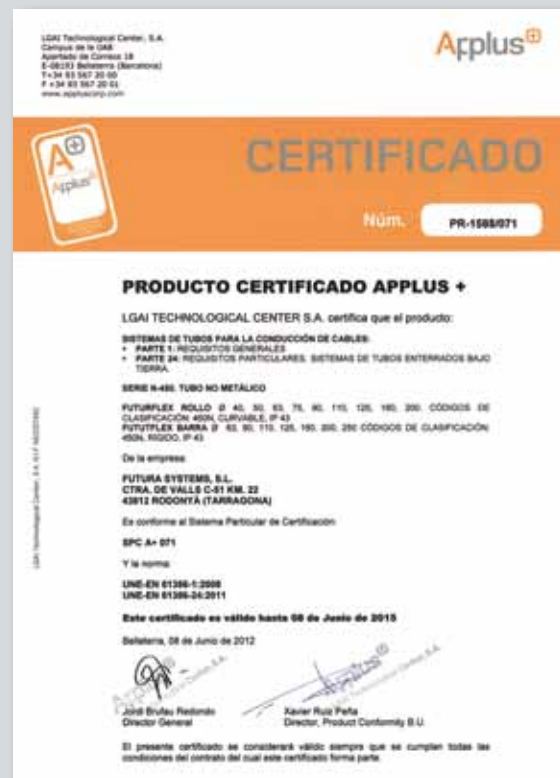 LGAI Technological Center, S.A.
Campus de la UAB
Apartado de Correos 18
E-08193 Bellaterra (Barcelona)
T +34 93 567 20 00
F +34 93 567 20 01
www.appluscorp.com
Applus+
A+
Applus+
CERTIFICADO
Núm. PR-1588/071
PRODUCTO CERTIFICADO APPLUS +
LGAI TECHNOLOGICAL CENTER S.A. certifica que el producto:
SISTEMAS DE TUBOS PARA LA CONDUCCIÓN DE CABLES:
• PARTE 1: REQUISITOS GENERALES
• PARTE 24: REQUISITOS PARTICULARES. SISTEMAS DE TUBOS ENTERRADOS BAJO
TIERRA.
SERIE N-450. TUBO NO METÁLICO
FUTURFLEX ROLLO Ø 40, 50, 63, 75, 90, 110, 125, 160, 200. CÓDIGOS DE
CLASIFICACIÓN: 450N, CURVABLE, IP 43
FUTUTFLEX BARRA Ø 63, 90, 110, 125, 160, 200, 250 CÓDIGOS DE CLASIFICACIÓN:
450N, RIGIDO, IP 43
De la empresa:
FUTURA SYSTEMS, S.L.
CTRA. DE VALLS C-51 KM. 22
43812 RODONYÀ (TARRAGONA)
Es conforme al Sistema Particular de Certificación:
SPC A+ 071
Y la norma:
UNE-EN 61386-1:2008
UNE-EN 61386-24:2011
Este certificado es válido hasta 08 de Junio de 2015
Bellaterra, 08 de Junio de 2012
Jordi Brufau Redondo
Director General
Xavier Ruiz Peña
Director, Product Conformity B.U.
El presente certificado se considerará válido siempre que se cumplan todas las
condiciones del contrato del cual este certificado forma parte.